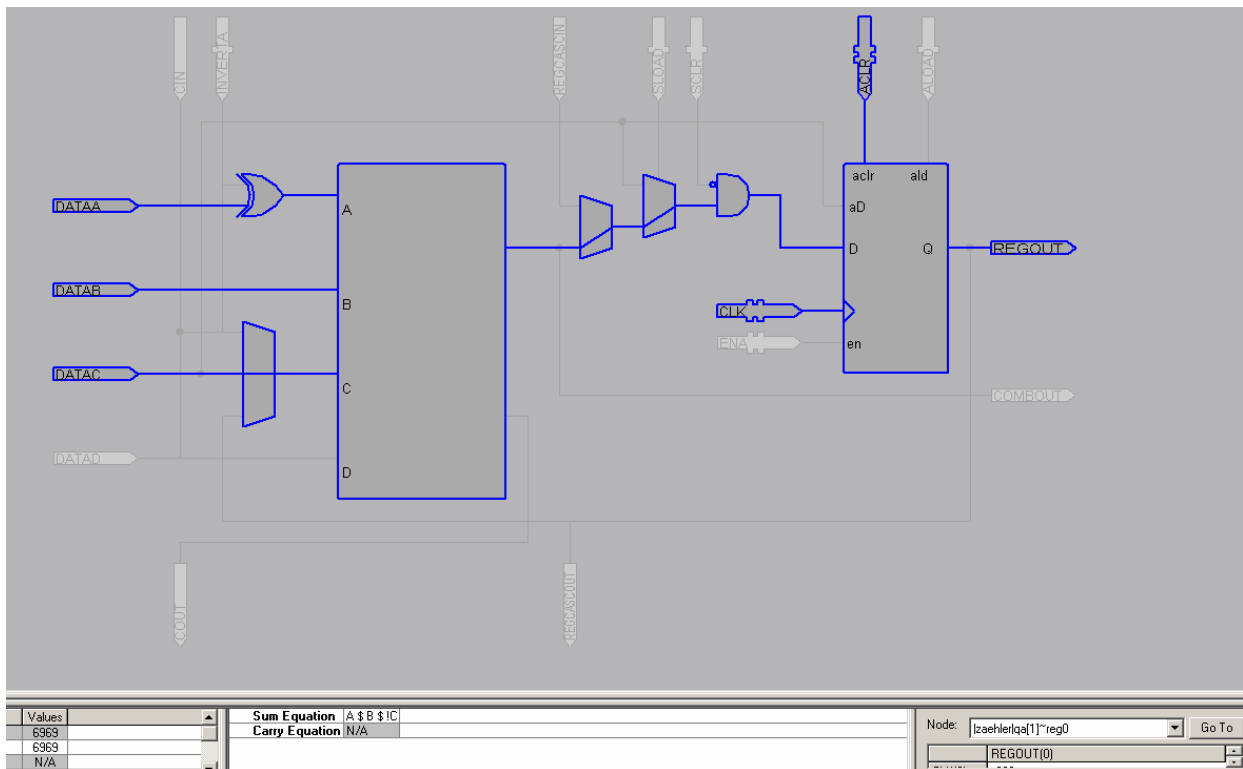 CIN
INVERTA
REGCASCIN
SLOAD
SCLR
ACLR
ALOAD
DATAA
A
aclr ald
aD
DATAB
B
D Q
REGOUT
CLK
ENA
en
DATAC
C
COMBOUT
DATAD
D
COUT
REGCASCOUT
Values
6969
6969
N/A
Sum Equation A $ B $ !C
Carry Equation N/A
Node: |zaehler|qa[1]~reg0 Go To
REGOUT(0)